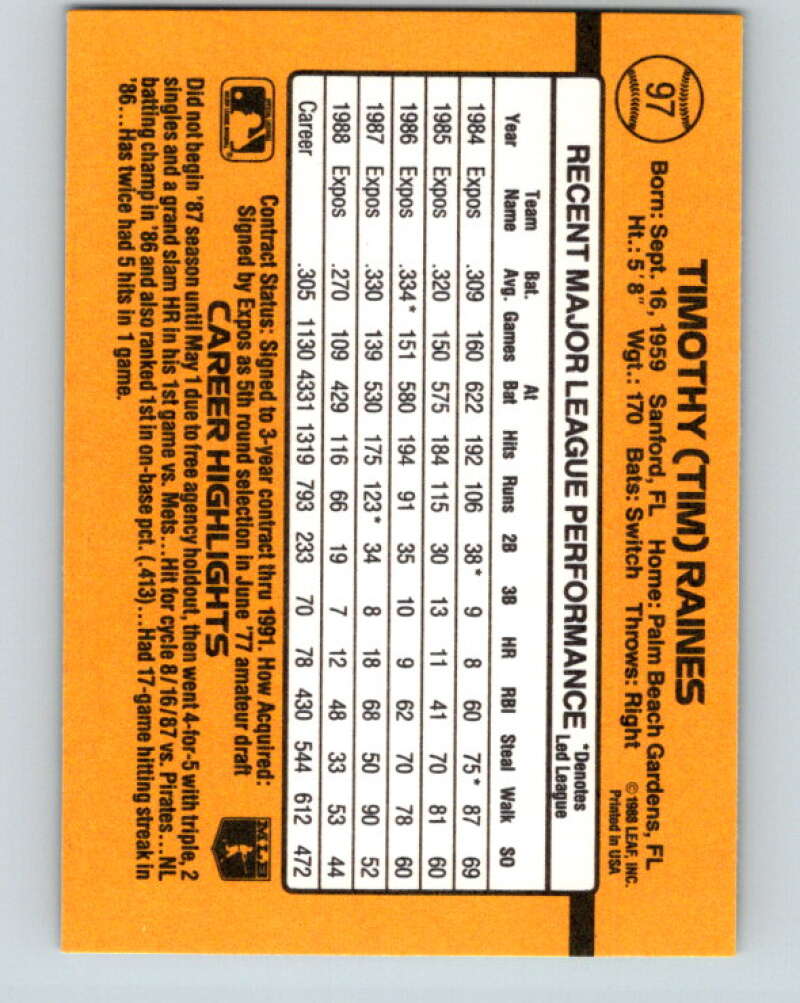 97
TIMOTHY (TIM) RAINES
Born: Sept. 16, 1959 Sanford, FL Home: Palm Beach Gardens, FL
Ht.: 5'8" Wgt.: 170 Bats: Switch Throws: Right
© 1988 LEAF, INC.
Printed in USA
RECENT MAJOR LEAGUE PERFORMANCE *Denotes Led League
Year Team Name Bat. Avg. Games At Bat Hits Runs 2B 3B HR RBI Steal Walk SO
1984 Expos .309 160 622 192 106 38* 9 8 60 75* 87 69
1985 Expos .320 150 575 184 115 30 13 11 41 70 81 60
1986 Expos .334* 151 580 194 91 35 10 9 62 70 78 60
1987 Expos .330 139 530 175 123* 34 8 18 68 50 90 52
1988 Expos .270 109 429 116 66 19 7 12 48 33 53 44
Career .305 1130 4331 1319 793 233 70 78 430 544 612 472
Contract Status: Signed to 3-year contract thru 1991. How Acquired:
Signed by Expos as 5th round selection in June '77 amateur draft
MLB
CAREER HIGHLIGHTS
Did not begin '87 season until May 1 due to free agency holdout, then went 4-for-5 with triple, 2
singles and a grand slam HR in his 1st game vs. Mets...Hit for cycle 8/16/87 vs. Pirates...NL
batting champ in '86 and also ranked 1st in on-base pct. (.413)...Had 17-game hitting streak in
'86...Has twice had 5 hits in 1 game.